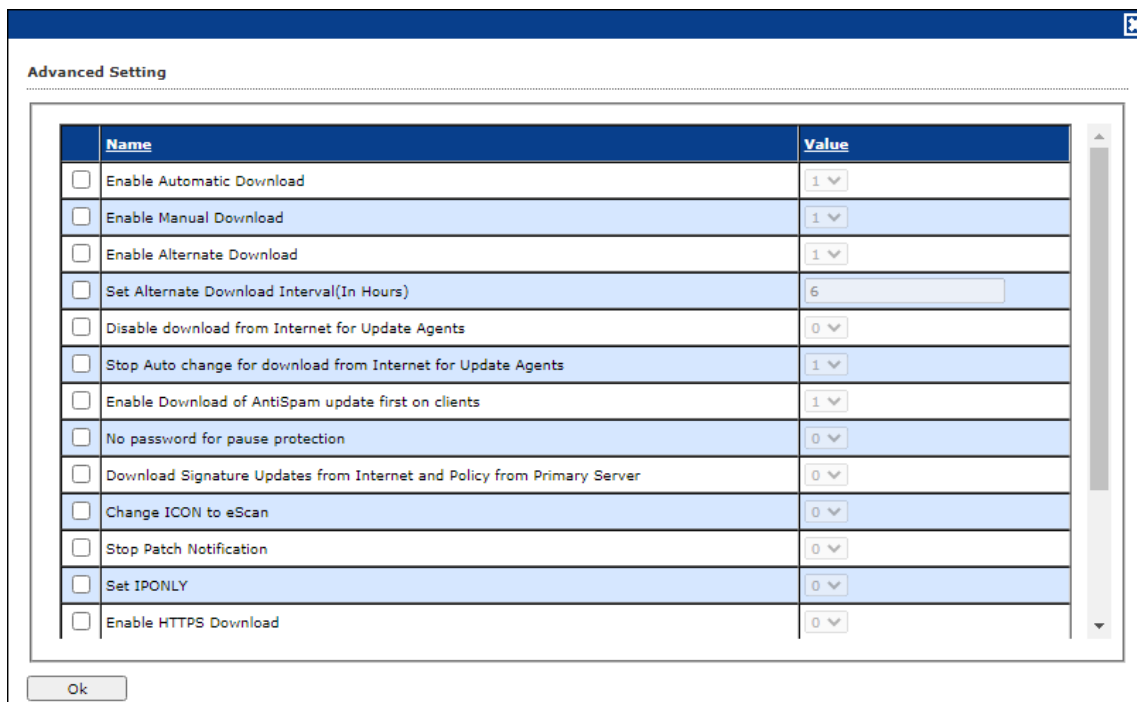 Advanced Setting
Name Value
Enable Automatic Download 1
Enable Manual Download 1
Enable Alternate Download 1
Set Alternate Download Interval(In Hours) 6
Disable download from Internet for Update Agents 0
Stop Auto change for download from Internet for Update Agents 1
Enable Download of AntiSpam update first on clients 1
No password for pause protection 0
Download Signature Updates from Internet and Policy from Primary Server 0
Change ICON to eScan 0
Stop Patch Notification 0
Set IPONLY 0
Enable HTTPS Download 0
Ok